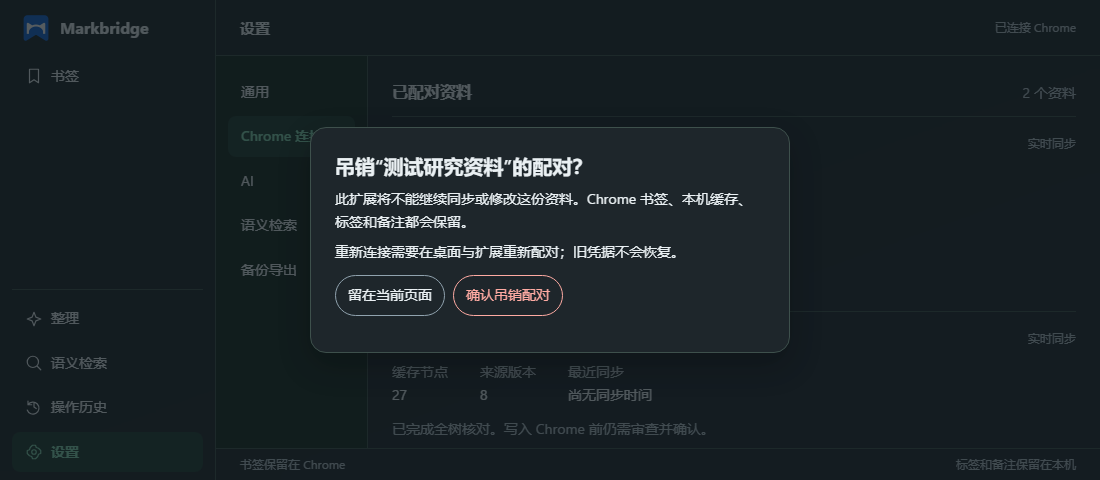 Markbridge
书签
整理
语义检索
操作历史
设置
设置
已连接 Chrome
通用
Chrome 连
AI
语义检索
备份导出
已配对资料
2 个资料
实时同步
吊销“测试研究资料”的配对?
此扩展将不能继续同步或修改这份资料。Chrome 书签、本机缓存、
标签和备注都会保留。
重新连接需要在桌面与扩展重新配对；旧凭据不会恢复。
留在当前页面
确认吊销配对
实时同步
缓存节点
来源版本
最近同步
27
8
尚无同步时间
已完成全树核对。写入 Chrome 前仍需审查并确认。
书签保留在 Chrome
标签和备注保留在本机